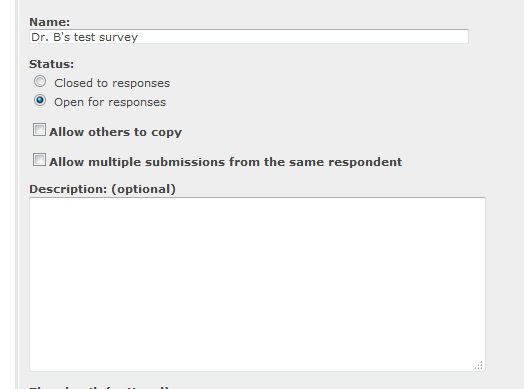 Name:
Dr. B's test survey
Status:
Closed to responses
Open for responses
Allow others to copy
Allow multiple submissions from the same respondent
Description: (optional)